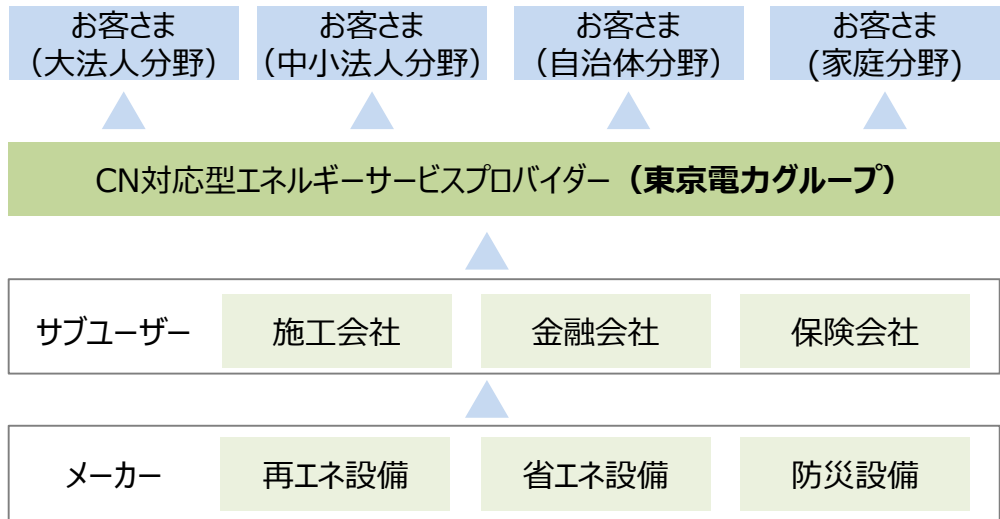 お客さま
（大法人分野）
お客さま
（中小法人分野）
お客さま
（自治体分野）
お客さま
(家庭分野)
CN対応型エネルギーサービスプロバイダー（東京電力グループ）
サブユーザー
施工会社
金融会社
保険会社
メーカー
再エネ設備
省エネ設備
防災設備